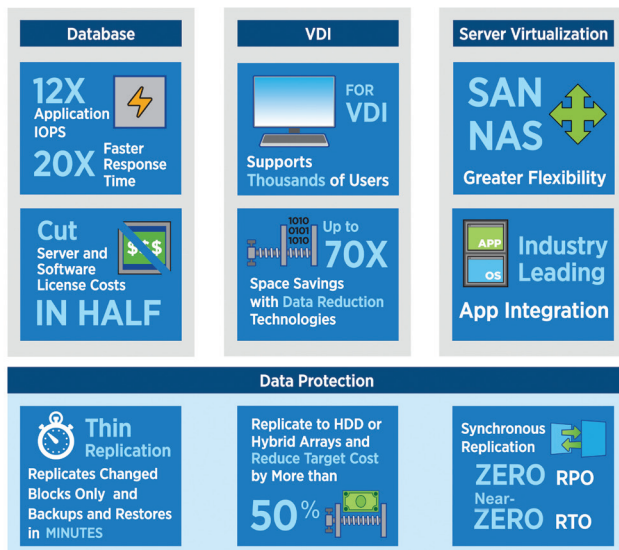 Database
12X
Application
IOPS
20X Faster
Response
Time
Cut
Server and
Software
License Costs
IN HALF
$$$
VDI
FOR
VDI
Supports
Thousands of Users
1010
0101
1010
Up to
70X
Space Savings
with Data Reduction
Technologies
Server Virtualization
SAN
NAS
Greater Flexibility
APP
OS
Industry
Leading
App Integration
Data Protection
Thin
Replication
Replicates Changed
Blocks Only and
Backups and Restores
in MINUTES
Replicate to HDD or
Hybrid Arrays and
Reduce Target Cost
by More than
50%
Synchronous
Replication
ZERO RPO
Near-
ZERO RTO